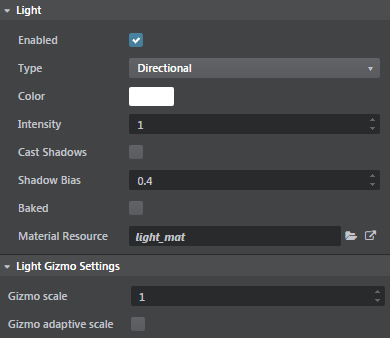 Light
Enabled
Type Directional
Color
Intensity 1
Cast Shadows
Shadow Bias 0.4
Baked
Material Resource light_mat
Light Gizmo Settings
Gizmo scale 1
Gizmo adaptive scale